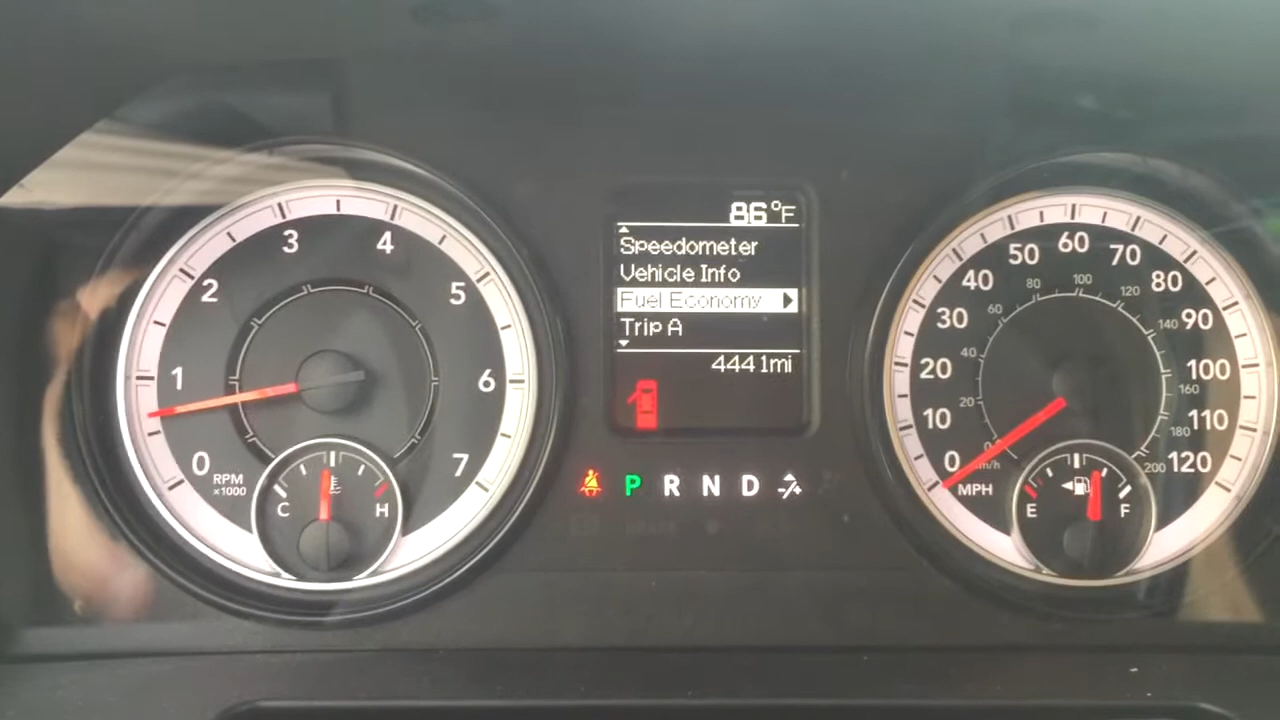 86°F
Speedometer
Vehicle Info
Fuel Economy
Trip A
4441mi
P R N D
0
1
2
3
4
5
6
7
RPM
x1000
C H
0
10
20
30
40
50
60
70
80
90
100
110
120
MPH
20
40
60
80
100
120
140
160
180
200
km/h
E F